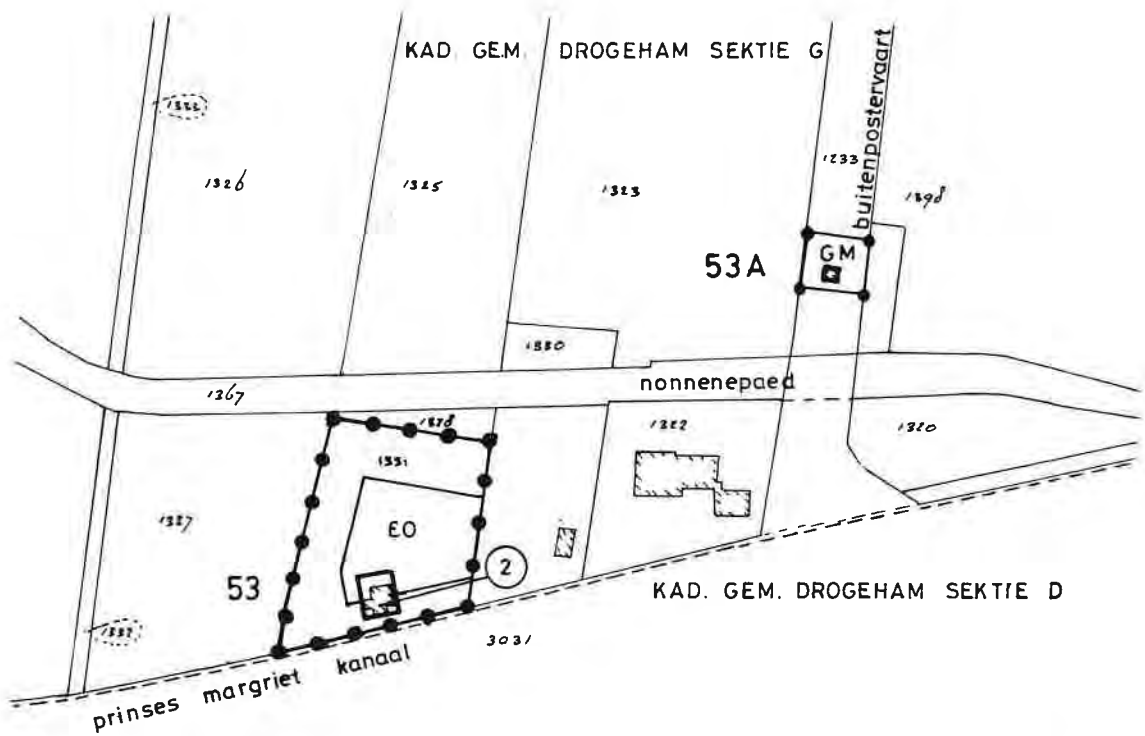 KAD. GEM. DROGEHAM SEKTIE G
buitenpostervaart
1326
1325
1323
1233
1398
53A
GM
1330
nonnenepaed
1367
1328
1322
1320
1331
1327
EO
53
2
KAD. GEM. DROGEHAM SEKTIE D
3031
prinses margriet kanaal